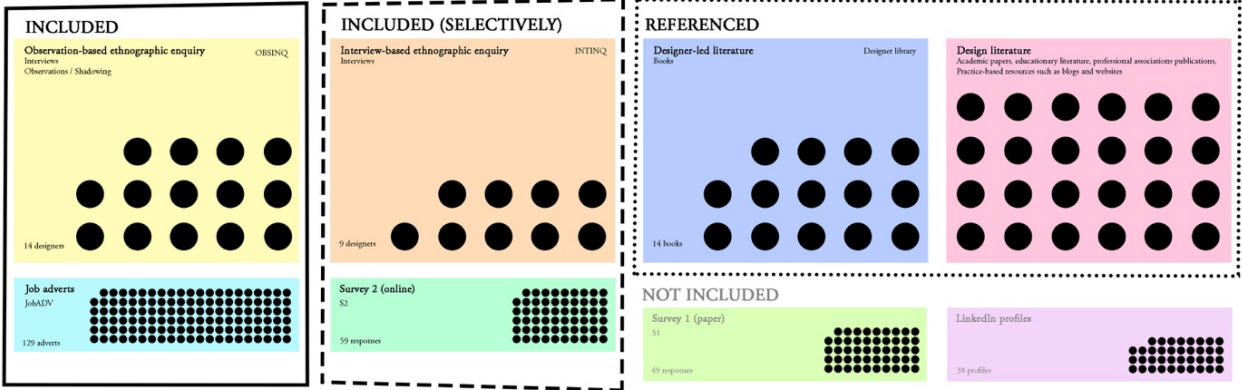 INCLUDED
Observation-based ethnographic enquiry
OBSINQ
Interviews
Observations / Shadowing
14 designers
Job adverts
JobADV
129 adverts
INCLUDED (SELECTIVELY)
Interview-based ethnographic enquiry
INTINQ
Interviews
9 designers
Survey 2 (online)
S2
59 responses
REFERENCED
Designer-led literature
Designer library
Books
14 books
Design literature
Academic papers, educationary literature, professional associations publications,
Practice-based resources such as blogs and websites
NOT INCLUDED
Survey 1 (paper)
S1
49 responses
LinkedIn profiles
38 profiles